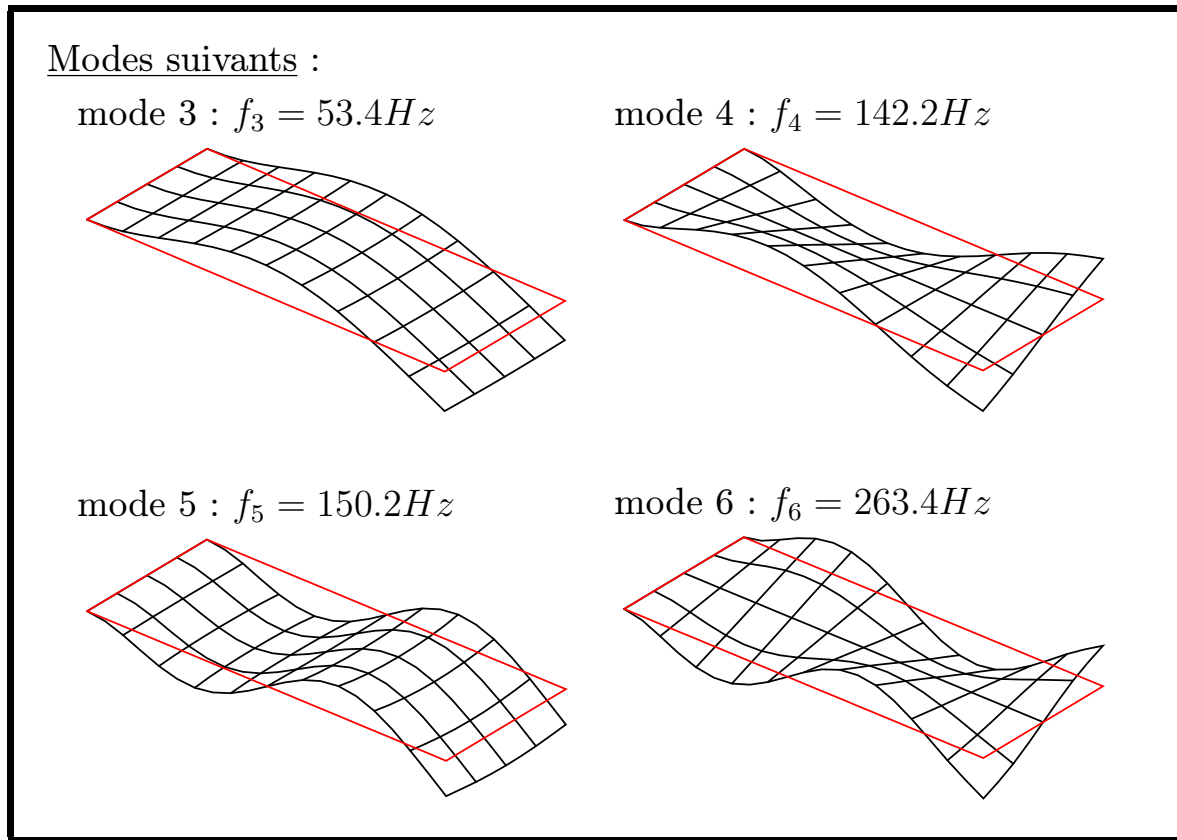 Modes suivants :
mode 3 : f₃ = 53.4Hz
mode 4 : f₄ = 142.2Hz
mode 5 : f₅ = 150.2Hz
mode 6 : f₆ = 263.4Hz